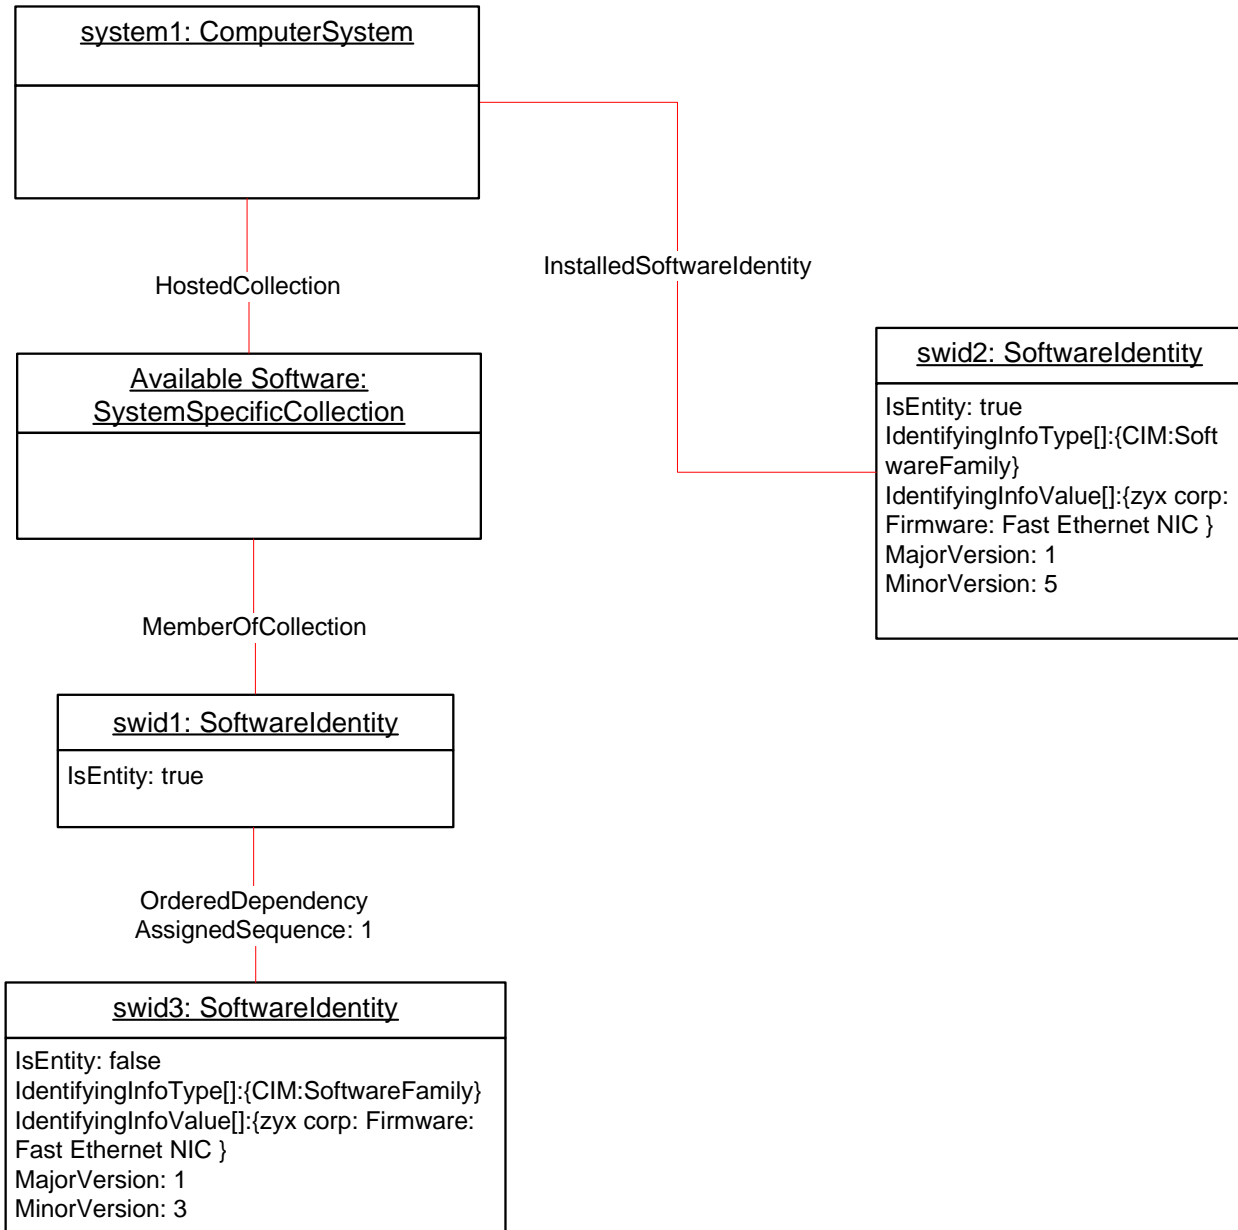 system1: ComputerSystem
InstalledSoftwareIdentity
HostedCollection
swid2: SoftwareIdentity
IsEntity: true
IdentifyingInfoType[]:{CIM:Soft
wareFamily}
IdentifyingInfoValue[]:{zyx corp:
Firmware: Fast Ethernet NIC }
MajorVersion: 1
MinorVersion: 5
Available Software:
SystemSpecificCollection
MemberOfCollection
swid1: SoftwareIdentity
IsEntity: true
OrderedDependency
AssignedSequence: 1
swid3: SoftwareIdentity
IsEntity: false
IdentifyingInfoType[]:{CIM:SoftwareFamily}
IdentifyingInfoValue[]:{zyx corp: Firmware:
Fast Ethernet NIC }
MajorVersion: 1
MinorVersion: 3